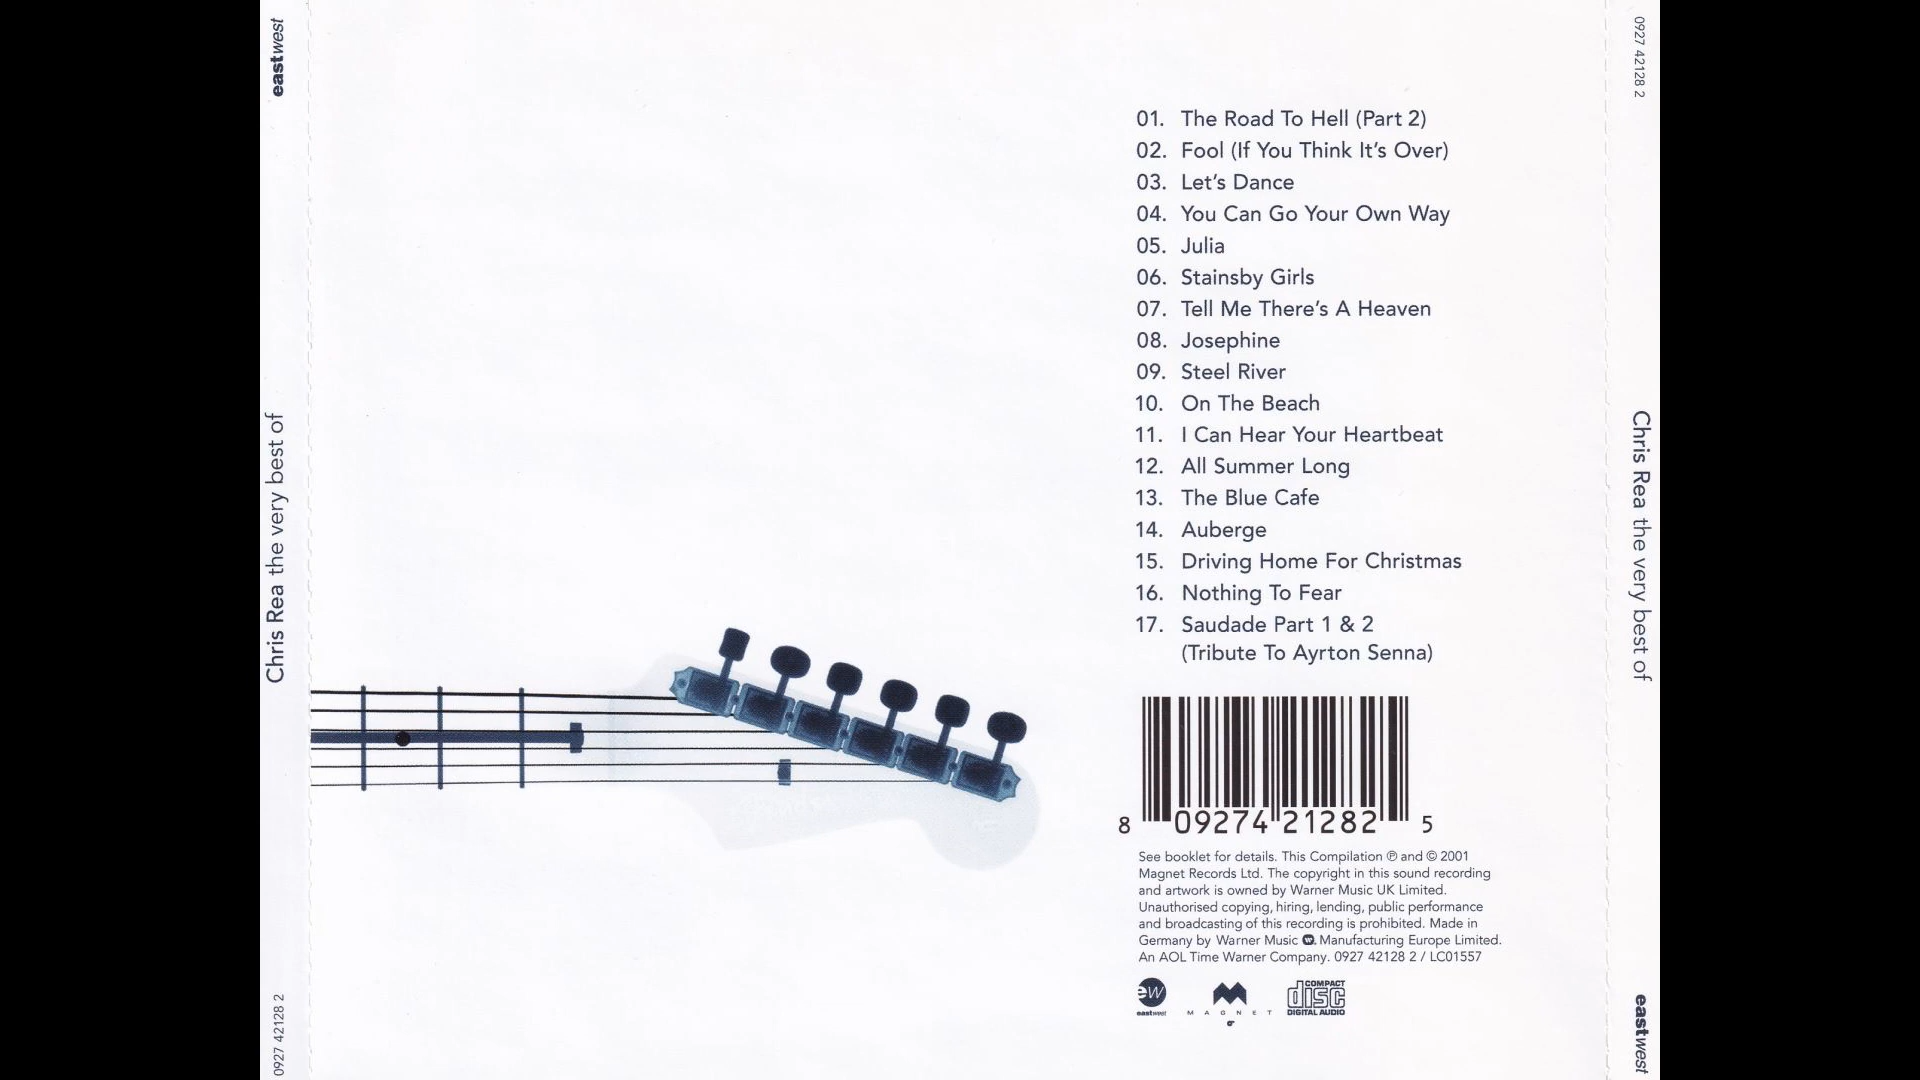 eastwest
Chris Rea the very best of
0927 42128 2
01. The Road To Hell (Part 2)
02. Fool (If You Think It's Over)
03. Let's Dance
04. You Can Go Your Own Way
05. Julia
06. Stainsby Girls
07. Tell Me There's A Heaven
08. Josephine
09. Steel River
10. On The Beach
11. I Can Hear Your Heartbeat
12. All Summer Long
13. The Blue Cafe
14. Auberge
15. Driving Home For Christmas
16. Nothing To Fear
17. Saudade Part 1 & 2
(Tribute To Ayrton Senna)
8 09274 21282 5
See booklet for details. This Compilation ℗ and © 2001
Magnet Records Ltd. The copyright in this sound recording
and artwork is owned by Warner Music UK Limited.
Unauthorised copying, hiring, lending, public performance
and broadcasting of this recording is prohibited. Made in
Germany by Warner Music Manufacturing Europe Limited.
An AOL Time Warner Company. 0927 42128 2 / LC01557
ew
eastwest
MAGNET
COMPACT
disc
DIGITAL AUDIO
0927 42128 2
Chris Rea the very best of
eastwest